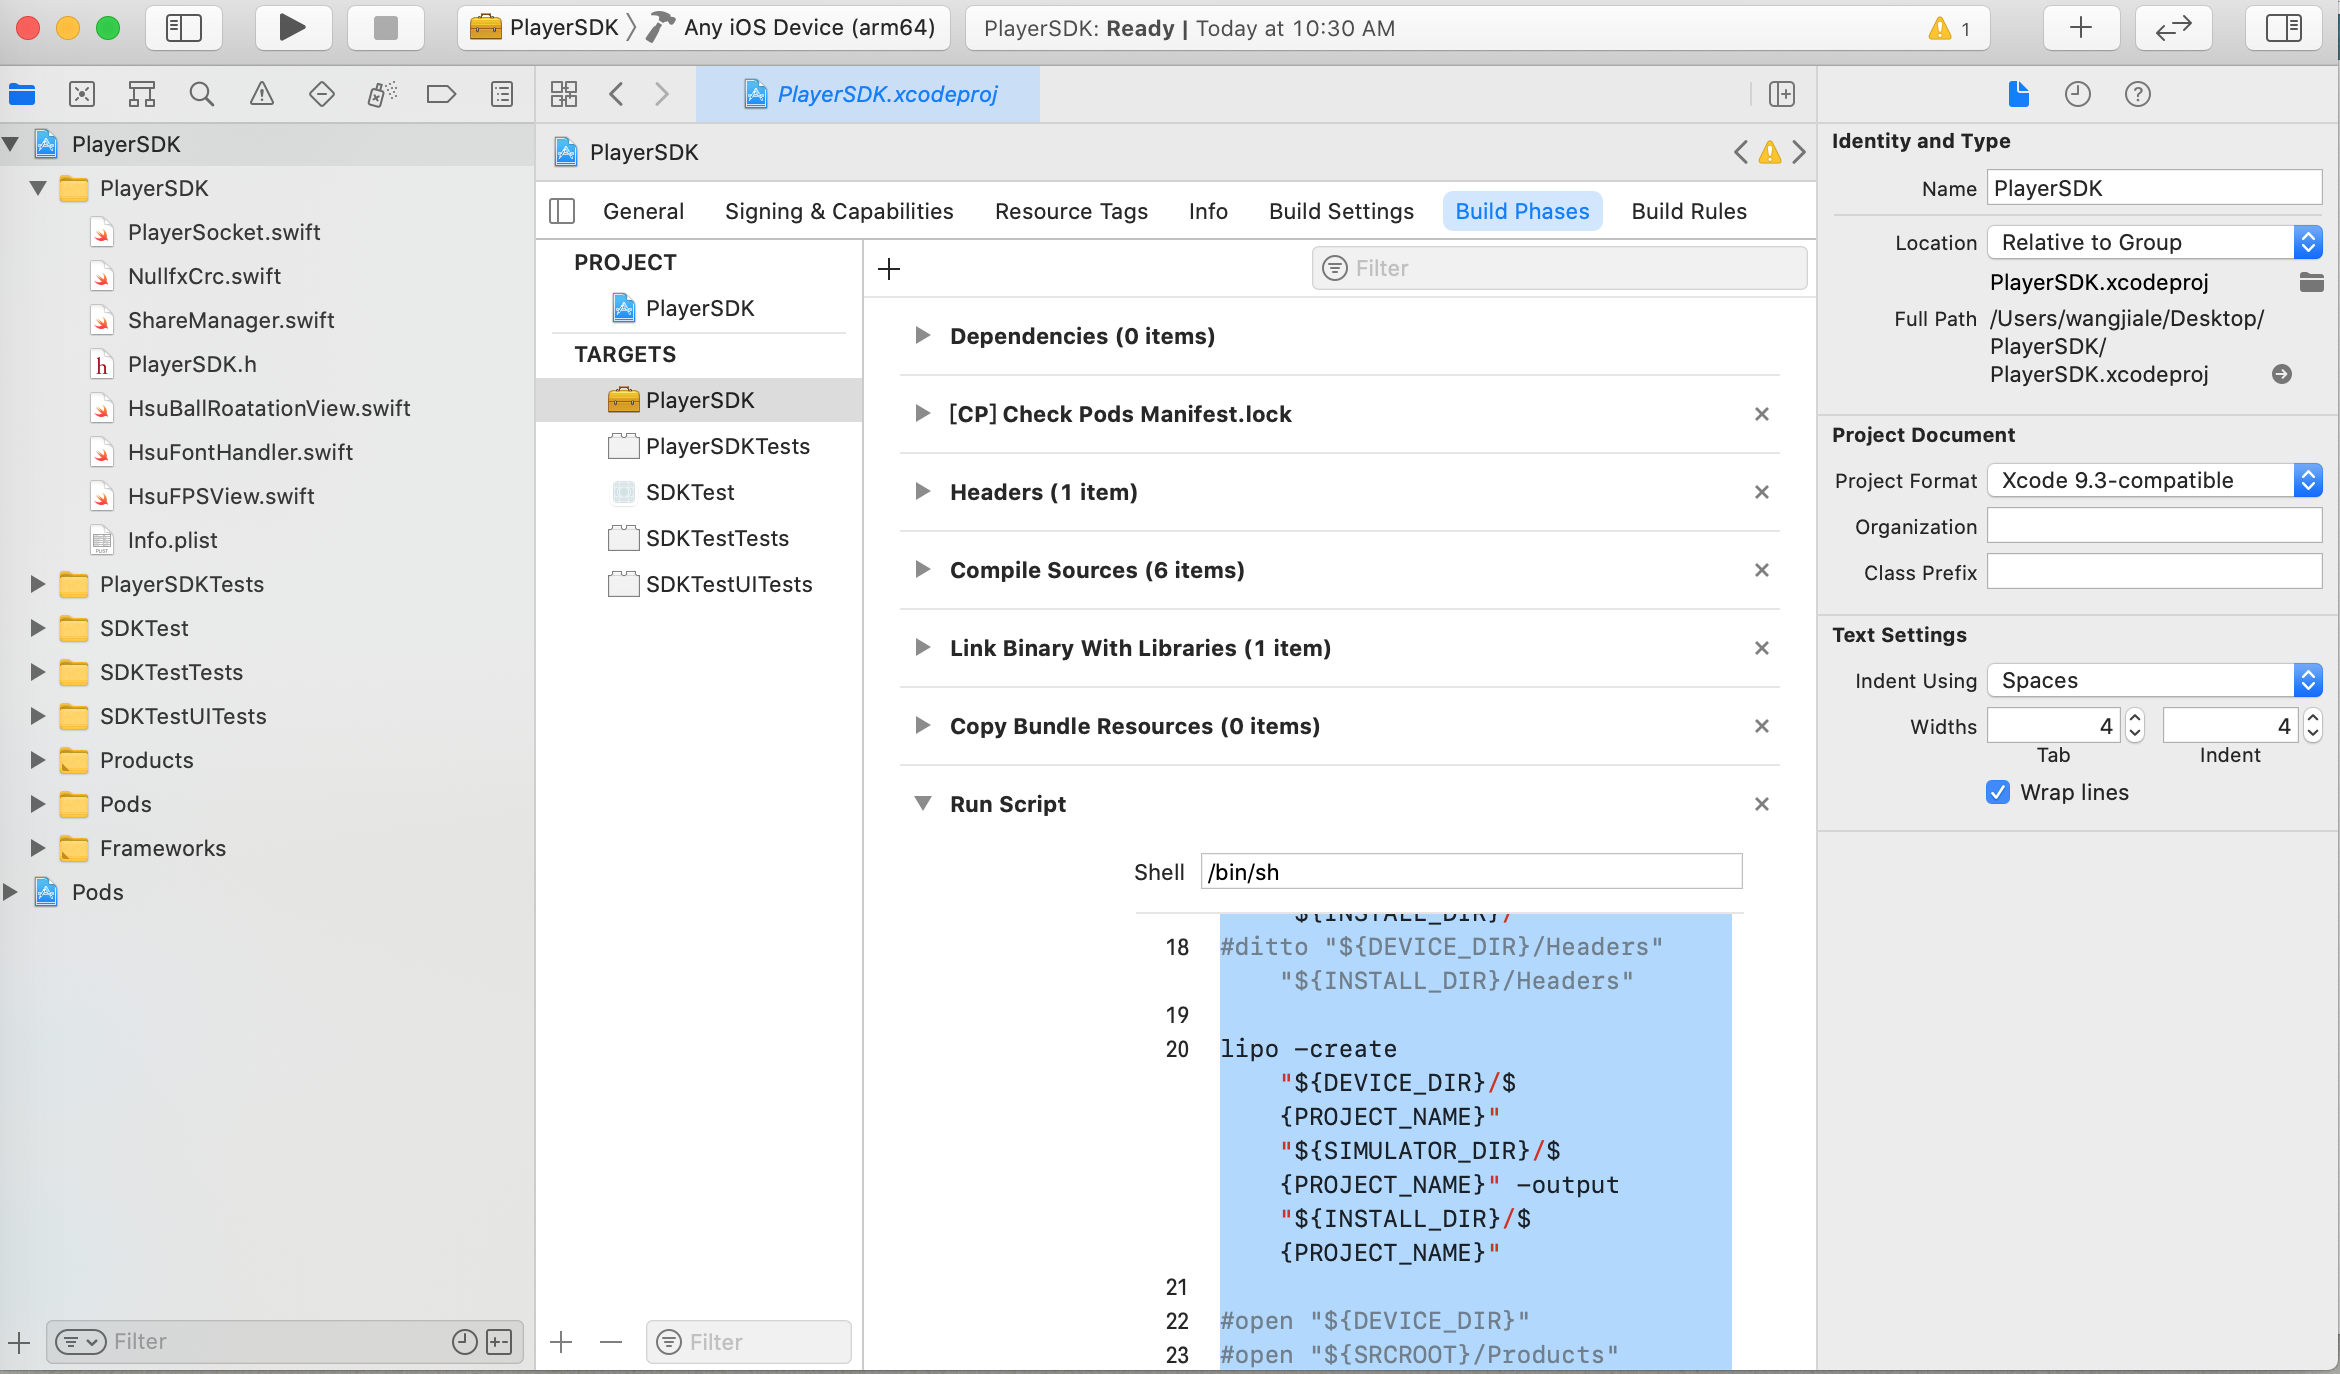 PlayerSDK
Any iOS Device (arm64)
PlayerSDK: Ready | Today at 10:30 AM
1
PlayerSDK
PlayerSDK
PlayerSocket.swift
NullfxCrc.swift
ShareManager.swift
PlayerSDK.h
HsuBallRoatationView.swift
HsuFontHandler.swift
HsuFPSView.swift
Info.plist
PlayerSDKTests
SDKTest
SDKTestTests
SDKTestUITests
Products
Pods
Frameworks
Pods
Filter
PlayerSDK.xcodeproj
PlayerSDK
General
Signing & Capabilities
Resource Tags
Info
Build Settings
Build Phases
Build Rules
PROJECT
PlayerSDK
TARGETS
PlayerSDK
PlayerSDKTests
SDKTest
SDKTestTests
SDKTestUITests
Filter
Filter
Dependencies (0 items)
[CP] Check Pods Manifest.lock
Headers (1 item)
Compile Sources (6 items)
Link Binary With Libraries (1 item)
Copy Bundle Resources (0 items)
Run Script
Shell /bin/sh
"${INSTALL_DIR}/
18 #ditto "${DEVICE_DIR}/Headers"
"${INSTALL_DIR}/Headers"
19
20 lipo -create
"${DEVICE_DIR}/$
{PROJECT_NAME}"
"${SIMULATOR_DIR}/$
{PROJECT_NAME}" -output
"${INSTALL_DIR}/$
{PROJECT_NAME}"
21
22 #open "${DEVICE_DIR}"
23 #open "${SRCROOT}/Products"
Identity and Type
Name PlayerSDK
Location Relative to Group
PlayerSDK.xcodeproj
Full Path /Users/wangjiale/Desktop/
PlayerSDK/
PlayerSDK.xcodeproj
Project Document
Project Format Xcode 9.3-compatible
Organization
Class Prefix
Text Settings
Indent Using Spaces
Widths 4 4
Tab Indent
Wrap lines